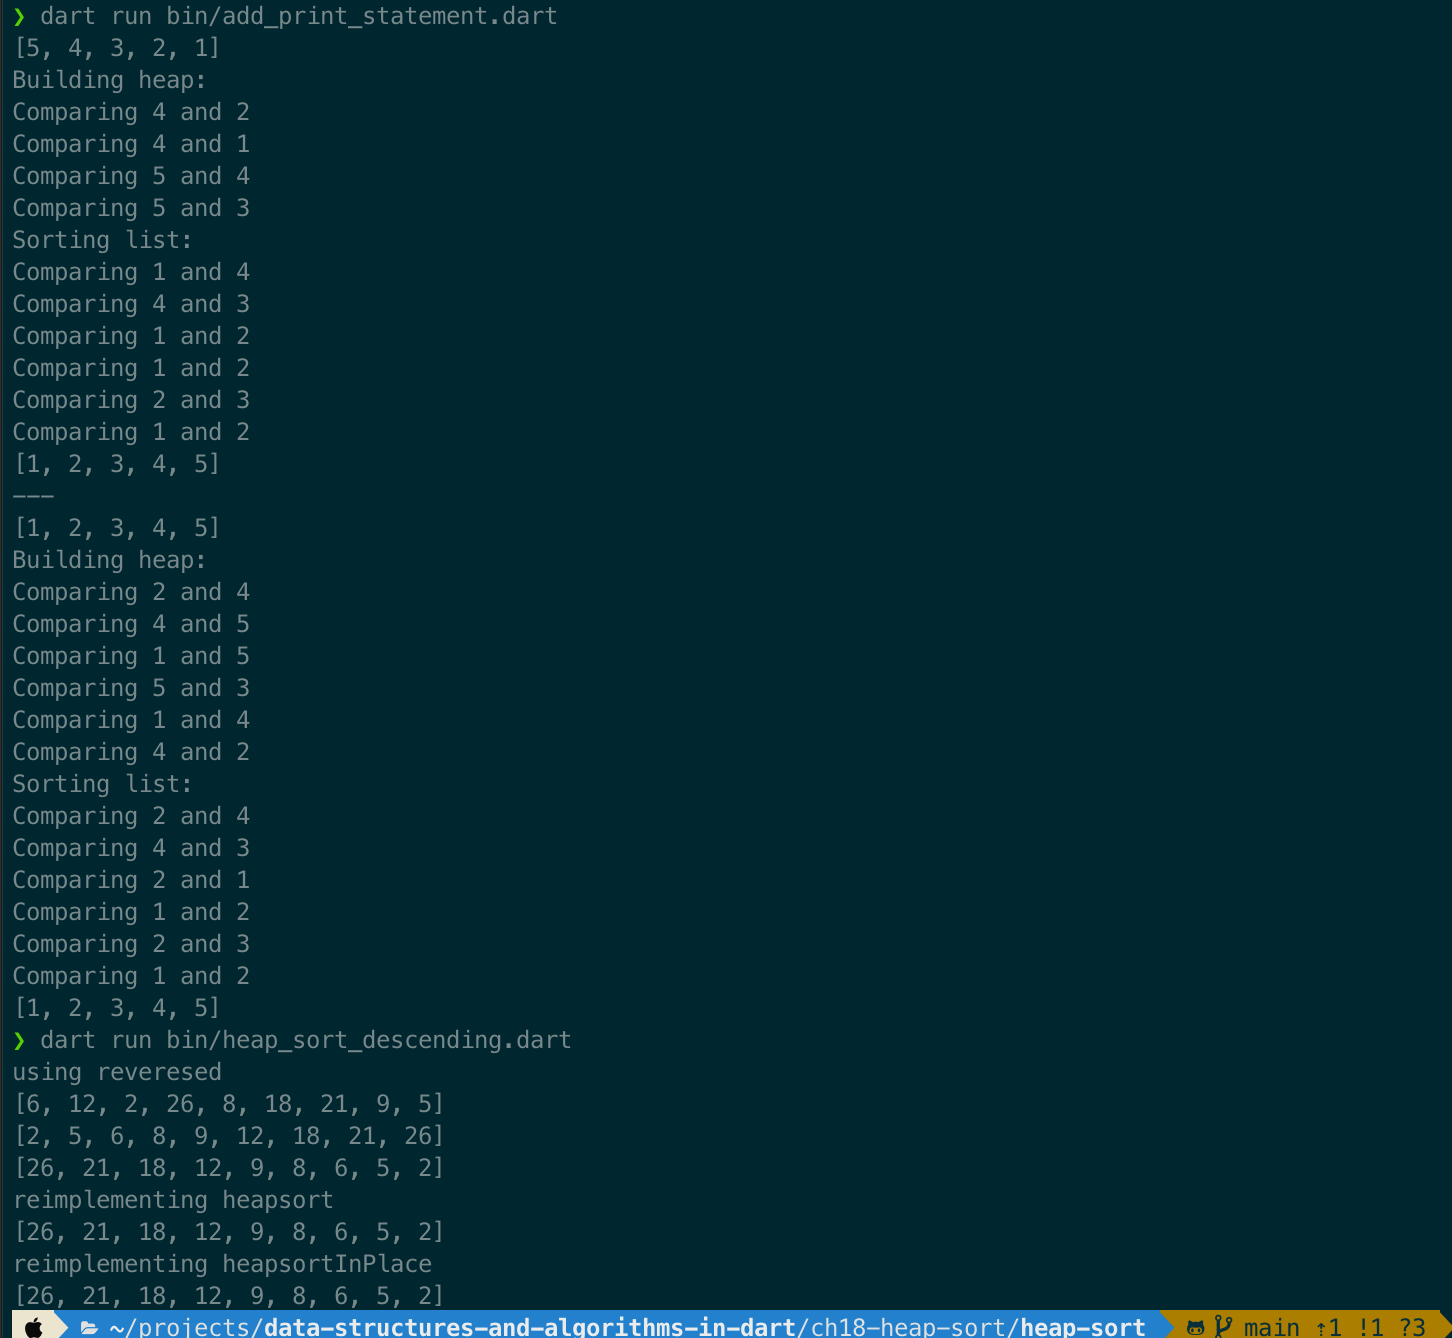 ❯ dart run bin/add_print_statement.dart
[5, 4, 3, 2, 1]
Building heap:
Comparing 4 and 2
Comparing 4 and 1
Comparing 5 and 4
Comparing 5 and 3
Sorting list:
Comparing 1 and 4
Comparing 4 and 3
Comparing 1 and 2
Comparing 1 and 2
Comparing 2 and 3
Comparing 1 and 2
[1, 2, 3, 4, 5]
---
[1, 2, 3, 4, 5]
Building heap:
Comparing 2 and 4
Comparing 4 and 5
Comparing 1 and 5
Comparing 5 and 3
Comparing 1 and 4
Comparing 4 and 2
Sorting list:
Comparing 2 and 4
Comparing 4 and 3
Comparing 2 and 1
Comparing 1 and 2
Comparing 2 and 3
Comparing 1 and 2
[1, 2, 3, 4, 5]
❯ dart run bin/heap_sort_descending.dart
using reveresed
[6, 12, 2, 26, 8, 18, 21, 9, 5]
[2, 5, 6, 8, 9, 12, 18, 21, 26]
[26, 21, 18, 12, 9, 8, 6, 5, 2]
reimplementing heapsort
[26, 21, 18, 12, 9, 8, 6, 5, 2]
reimplementing heapsortInPlace
[26, 21, 18, 12, 9, 8, 6, 5, 2]
~/projects/data-structures-and-algorithms-in-dart/ch18-heap-sort/heap-sort main ⇡1 !1 ?3